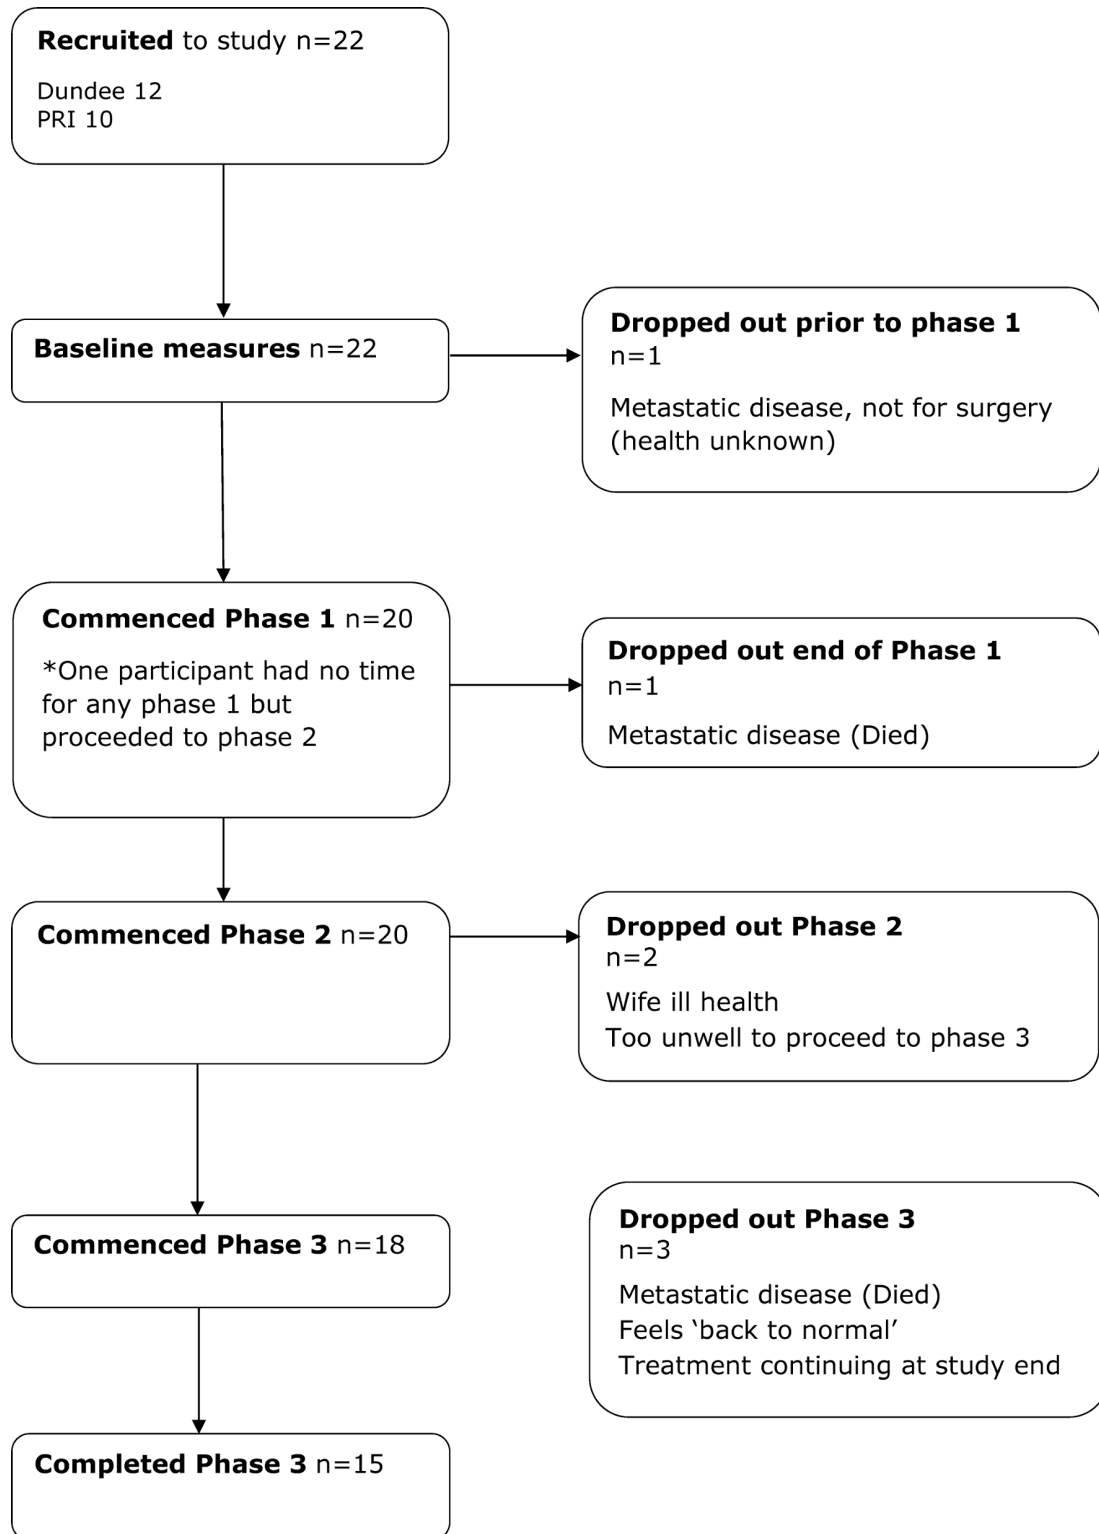 Recruited to study n=22
Dundee 12
PRI 10
Baseline measures n=22
Dropped out prior to phase 1
n=1
Metastatic disease, not for surgery
(health unknown)
Commenced Phase 1 n=20
*One participant had no time
for any phase 1 but
proceeded to phase 2
Dropped out end of Phase 1
n=1
Metastatic disease (Died)
Commenced Phase 2 n=20
Dropped out Phase 2
n=2
Wife ill health
Too unwell to proceed to phase 3
Commenced Phase 3 n=18
Dropped out Phase 3
n=3
Metastatic disease (Died)
Feels ‘back to normal’
Treatment continuing at study end
Completed Phase 3 n=15